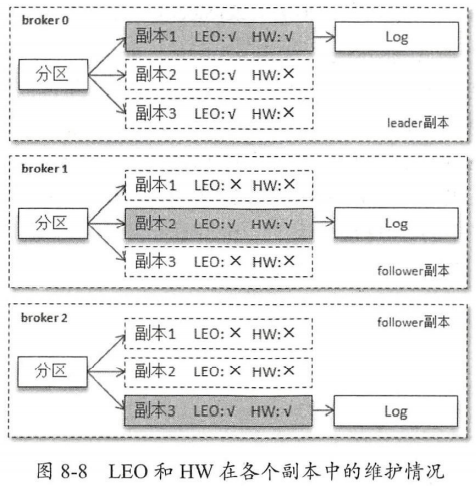 broker 0
分区
副本1 LEO:√ HW:√
Log
副本2 LEO:√ HW:×
副本3 LEO:√ HW:×
leader副本
broker 1
副本1 LEO:× HW:×
分区
副本2 LEO:√ HW:√
Log
副本3 LEO:× HW:×
follower副本
broker 2
follower副本
副本1 LEO:× HW:×
分区
副本2 LEO:× HW:×
副本3 LEO:√ HW:√
Log
图 8-8 LEO 和 HW 在各个副本中的维护情况